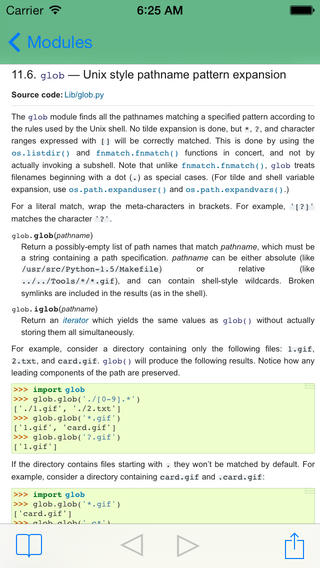 Carrier 6:25 AM
Modules
11.6. glob — Unix style pathname pattern expansion
Source code: Lib/glob.py
The glob module finds all the pathnames matching a specified pattern according to
the rules used by the Unix shell. No tilde expansion is done, but *, ?, and character
ranges expressed with [] will be correctly matched. This is done by using the
os.listdir() and fnmatch.fnmatch() functions in concert, and not by
actually invoking a subshell. Note that unlike fnmatch.fnmatch(), glob treats
filenames beginning with a dot (.) as special cases. (For tilde and shell variable
expansion, use os.path.expanduser() and os.path.expandvars().)
For a literal match, wrap the meta-characters in brackets. For example, '[?]'
matches the character '?'.
glob.glob(pathname)
Return a possibly-empty list of path names that match pathname, which must be
a string containing a path specification. pathname can be either absolute (like
/usr/src/Python-1.5/Makefile) or relative (like
../../Tools/*/*.gif), and can contain shell-style wildcards. Broken
symlinks are included in the results (as in the shell).
glob.iglob(pathname)
Return an iterator which yields the same values as glob() without actually
storing them all simultaneously.
For example, consider a directory containing only the following files: 1.gif,
2.txt, and card.gif. glob() will produce the following results. Notice how any
leading components of the path are preserved.
>>> import glob
>>> glob.glob('./[0-9].*')
['./1.gif', './2.txt']
>>> glob.glob('*.gif')
['1.gif', 'card.gif']
>>> glob.glob('?.gif')
['1.gif']
If the directory contains files starting with . they won't be matched by default. For
example, consider a directory containing card.gif and .card.gif:
>>> import glob
>>> glob.glob('*.gif')
['card.gif']
>>> glob.glob('.c*')